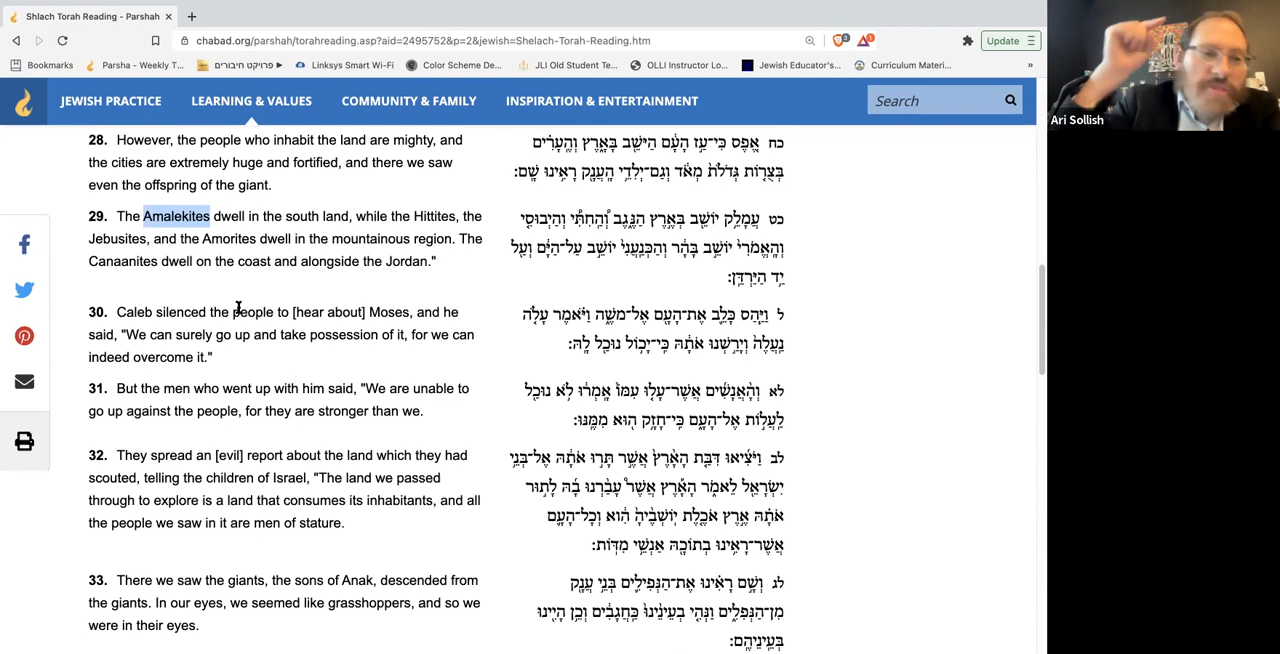 Shlach Torah Reading - Parshah
chabad.org/parshah/torahreading.asp?aid=2495752&p=2&jewish=Shelach-Torah-Reading.htm
Update
Bookmarks
Parsha - Weekly T...
פרוייקט חיבורים
Linksys Smart Wi-Fi
Color Scheme De...
JLI Old Student Te...
OLLI Instructor Lo...
Jewish Educator's...
Curriculum Materi...
JEWISH PRACTICE
LEARNING & VALUES
COMMUNITY & FAMILY
INSPIRATION & ENTERTAINMENT
Search
Ari Sollish
28. However, the people who inhabit the land are mighty, and
the cities are extremely huge and fortified, and there we saw
even the offspring of the giant.
כח אֶ֚פֶס כִּי־עַ֣ז הָעָ֔ם הַיּשֵׁ֖ב בָּאָ֑רֶץ וְהֶֽעָרִ֗ים
בְּצֻר֤וֹת גְּדֹלֹת֙ מְאֹ֔ד וְגַם־יְלִדֵ֥י הָֽעֲנָ֖ק רָאִ֥ינוּ שָֽׁם:
29. The Amalekites dwell in the south land, while the Hittites, the
Jebusites, and the Amorites dwell in the mountainous region. The
Canaanites dwell on the coast and alongside the Jordan."
כט עֲמָלֵ֥ק יוֹשֵׁ֖ב בְּאֶ֣רֶץ הַנֶּ֑גֶב וְ֠הַֽחִתִּ֠י וְהַיְבוּסִ֤י
וְהָֽאֱמֹרִי֙ יוֹשֵׁ֣ב בָּהָ֔ר וְהַכְּנַֽעֲנִי֙ יוֹשֵׁ֣ב עַל־הַיָּ֔ם וְעַ֖ל
יַ֥ד הַיַּרְדֵּֽן:
30. Caleb silenced the people to [hear about] Moses, and he
said, "We can surely go up and take possession of it, for we can
indeed overcome it."
ל וַיַּ֧הַס כָּלֵ֛ב אֶת־הָעָ֖ם אֶל־משֶׁ֑ה וַיֹּ֗אמֶר עָלֹ֤ה
נַֽעֲלֶה֙ וְיָרַ֣שְׁנוּ אֹתָ֔הּ כִּֽי־יָכ֥וֹל נוּכַ֖ל לָֽהּ:
31. But the men who went up with him said, "We are unable to
go up against the people, for they are stronger than we.
לא וְהָ֨אֲנָשִׁ֜ים אֲשֶׁר־עָל֤וּ עִמּוֹ֙ אָֽמְר֔וּ לֹ֥א נוּכַ֖ל
לַֽעֲל֣וֹת אֶל־הָעָ֑ם כִּֽי־חָזָ֥ק ה֖וּא מִמֶּֽנּוּ:
32. They spread an [evil] report about the land which they had
scouted, telling the children of Israel, "The land we passed
through to explore is a land that consumes its inhabitants, and all
the people we saw in it are men of stature.
לב וַיֹּצִ֜יאוּ דִּבַּ֤ת הָאָ֨רֶץ֙ אֲשֶׁ֣ר תָּר֣וּ אֹתָ֔הּ אֶל־בְּנֵ֥י
יִשְׂרָאֵ֖ל לֵאמֹ֑ר הָאָ֡רֶץ אֲשֶׁר֩ עָבַ֨רְנוּ בָ֜הּ לָת֣וּר
אֹתָ֗הּ אֶ֣רֶץ אֹכֶ֤לֶת יֽוֹשְׁבֶ֨יהָ֙ הִ֔וא וְכָל־הָעָ֛ם
אֲשֶׁר־רָאִ֥ינוּ בְתוֹכָ֖הּ אַנְשֵׁ֥י מִדּֽוֹת:
33. There we saw the giants, the sons of Anak, descended from
the giants. In our eyes, we seemed like grasshoppers, and so we
were in their eyes.
לג וְשָׁ֣ם רָאִ֗ינוּ אֶת־הַנְּפִילִ֛ים בְּנֵ֥י עֲנָ֖ק
מִן־הַנְּפִלִ֑ים וַנְּהִ֤י בְעֵינֵ֨ינוּ֙ כַּֽחֲגָבִ֔ים וְכֵ֥ן הָיִ֖ינוּ
בְּעֵֽינֵיהֶֽם: